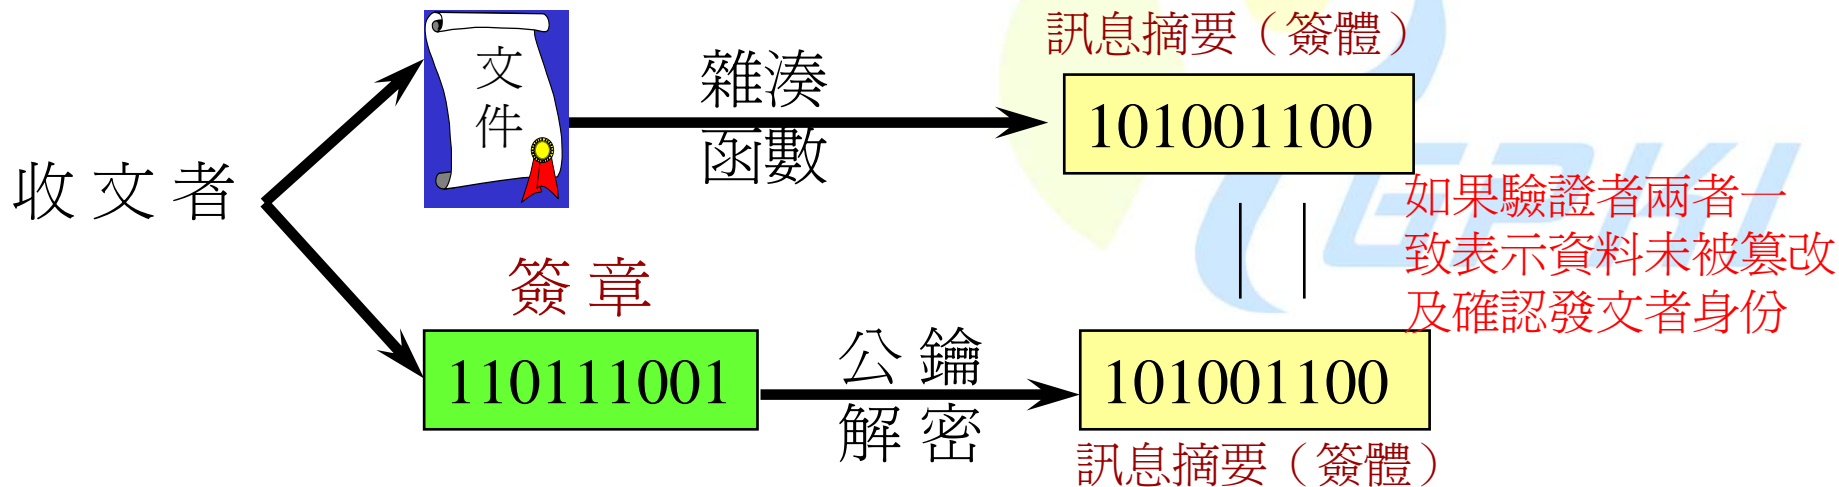 訊息摘要（簽體）
文
件
雜湊
函數
101001100
收文者
如果驗證者兩者一
致表示資料未被篡改
及確認發文者身份
簽章
110111001
公鑰
解密
101001100
訊息摘要（簽體）
EPKI